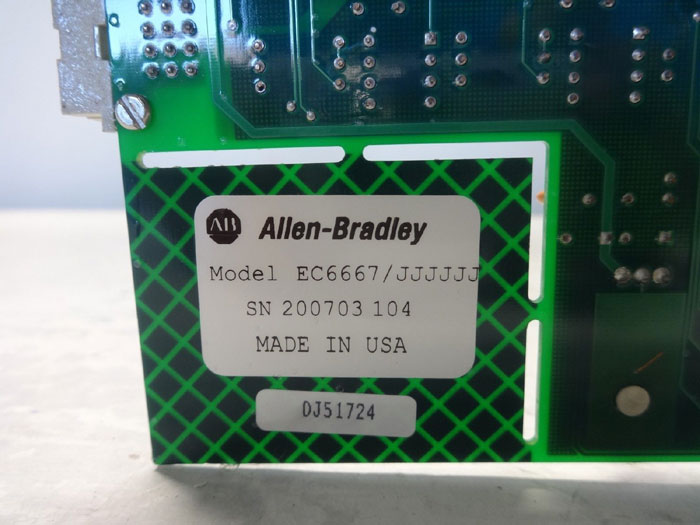 AB Allen-Bradley
Model EC6667/JJJJJJ
SN 200703 104
MADE IN USA
DJ51724